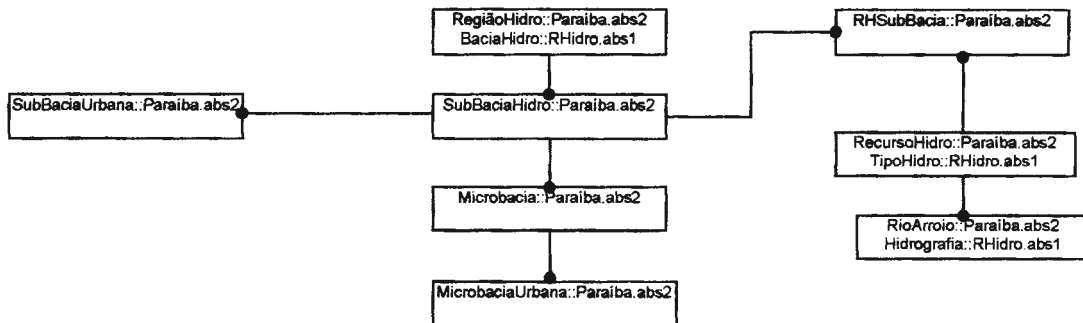 RegiãoHidro::Paraíba.abs2
BaciaHidro::RHidro.abs1
RHSubBacia::Paraíba.abs2
SubBaciaUrbana::Paraíba.abs2
SubBaciaHidro::Paraíba.abs2
RecursoHidro::Paraíba.abs2
TipoHidro::RHidro.abs1
Microbacia::Paraíba.abs2
RioArroio::Paraíba.abs2
Hidrografia::RHidro.abs1
MicrobaciaUrbana::Paraíba.abs2